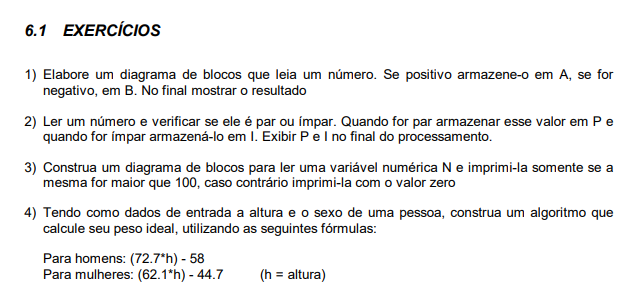 6.1 EXERCÍCIOS
1) Elabore um diagrama de blocos que leia um número. Se positivo armazene-o em A, se for
negativo, em B. No final mostrar o resultado
2) Ler um número e verificar se ele é par ou ímpar. Quando for par armazenar esse valor em P e
quando for ímpar armazená-lo em I. Exibir P e I no final do processamento.
3) Construa um diagrama de blocos para ler uma variável numérica N e imprimi-la somente se a
mesma for maior que 100, caso contrário imprimi-la com o valor zero
4) Tendo como dados de entrada a altura e o sexo de uma pessoa, construa um algoritmo que
calcule seu peso ideal, utilizando as seguintes fórmulas:
Para homens: (72.7*h) - 58
Para mulheres: (62.1*h) - 44.7 (h = altura)